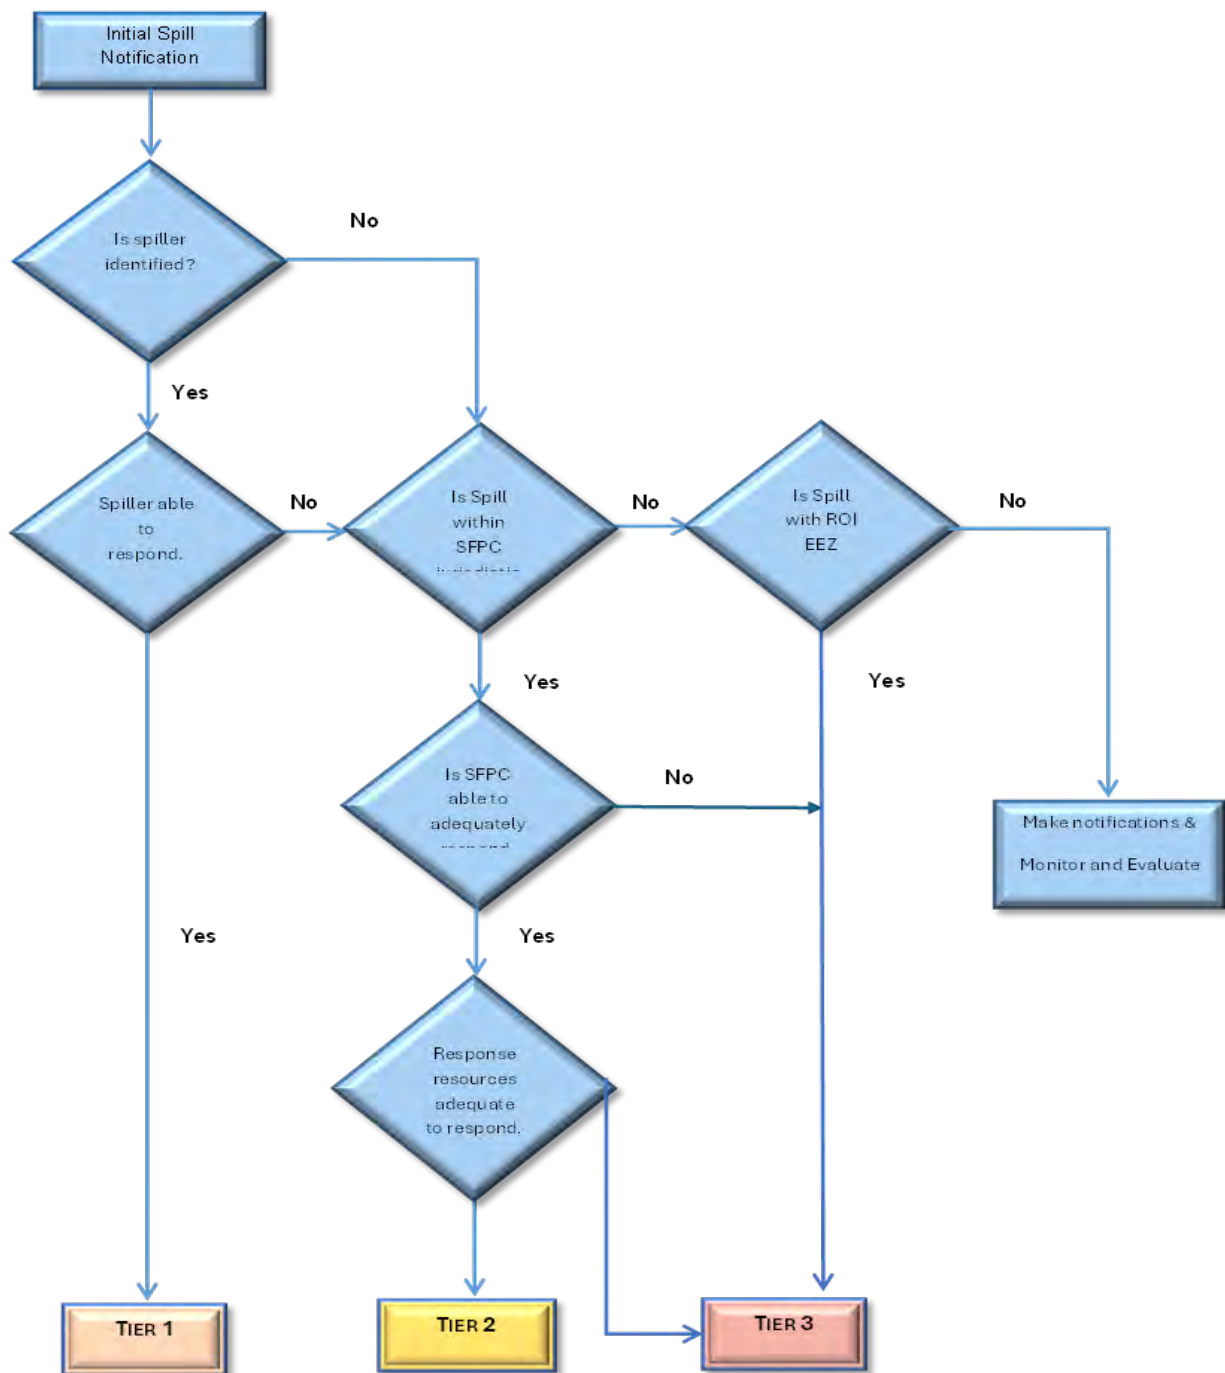 Initial Spill
Notification
Is spiller
identified?
No
Yes
Spiller able
to
respond.
No
Is Spill
within
SFPC
No
Is Spill
with ROI
EEZ
No
Yes
Yes
Is SFPC
able to
adequately
No
Make notifications &
Monitor and Evaluate
Yes
Yes
Response
resources
adequate
to respond.
TIER 1
TIER 2
TIER 3